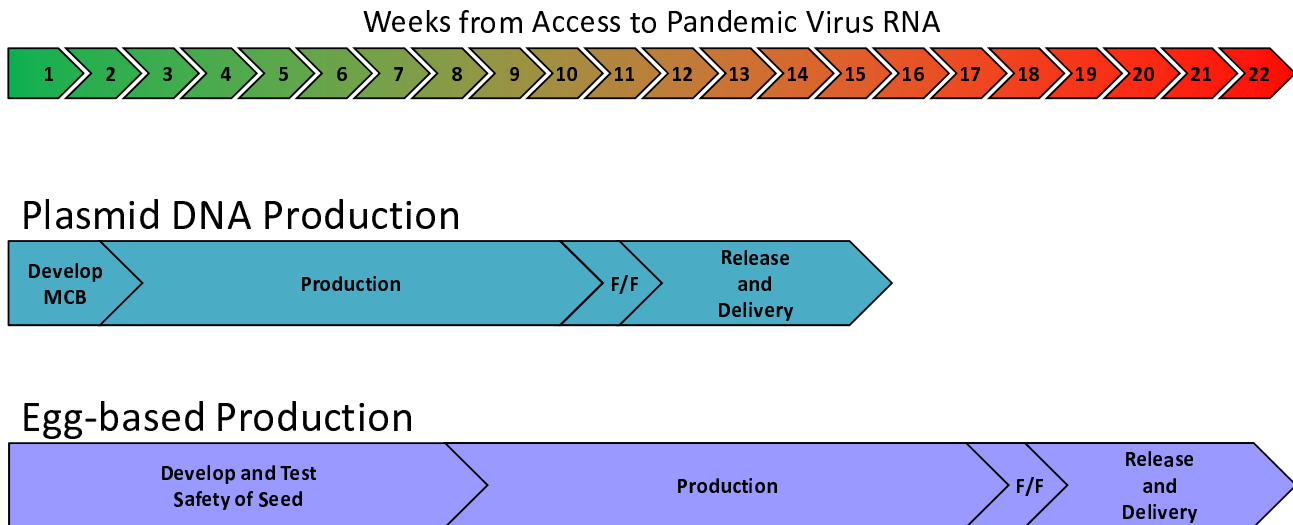 Weeks from Access to Pandemic Virus RNA
1 2 3 4 5 6 7 8 9 10 11 12 13 14 15 16 17 18 19 20 21 22
Plasmid DNA Production
Develop
MCB
Production
F/F
Release
and
Delivery
Egg-based Production
Develop and Test
Safety of Seed
Production
F/F
Release
and
Delivery